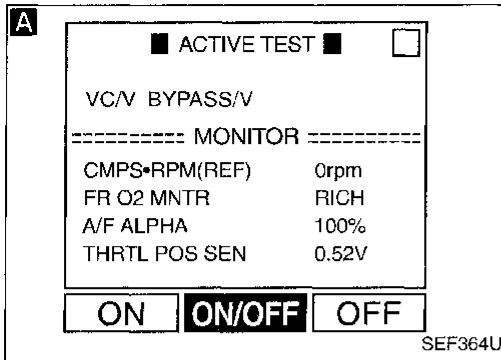 A
ACTIVE TEST
VC/V BYPASS/V
========== MONITOR ==========
CMPS•RPM(REF) 0rpm
FR O2 MNTR RICH
A/F ALPHA 100%
THRTL POS SEN 0.52V
ON ON/OFF OFF
SEF364U